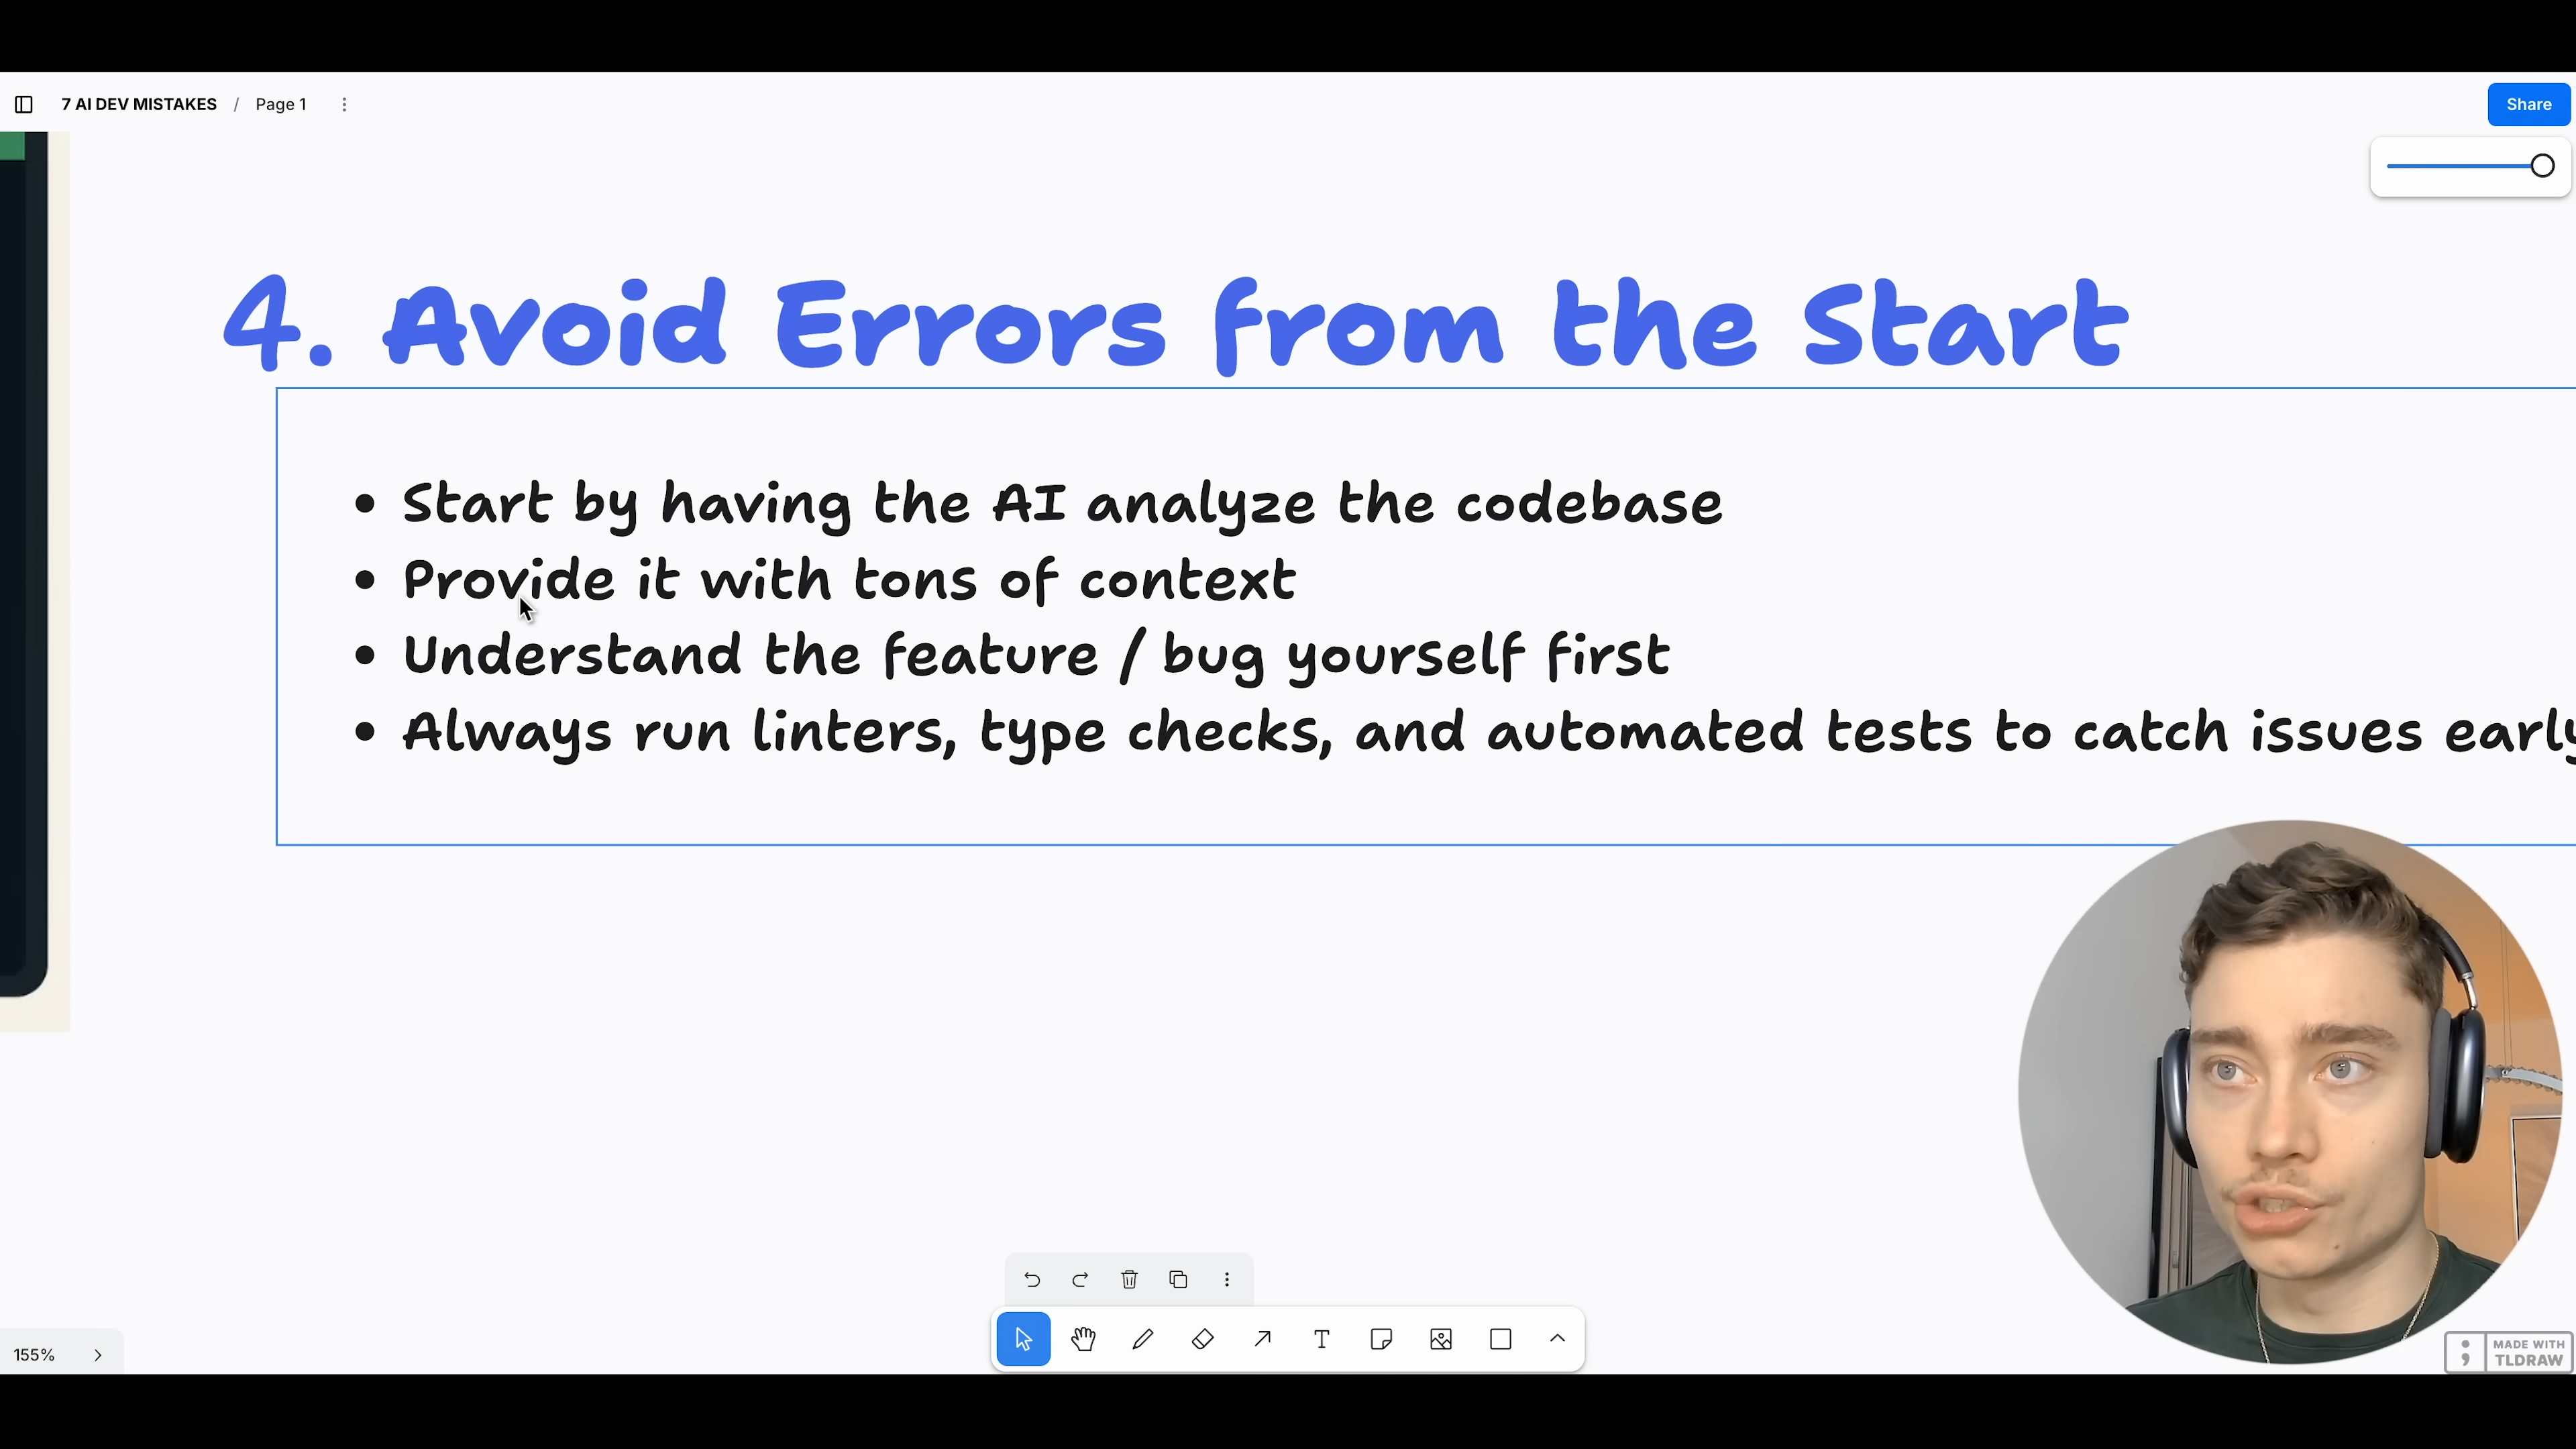 7 AI DEV MISTAKES / Page 1
Share
4. Avoid Errors from the Start
• Start by having the AI analyze the codebase
• Provide it with tons of context
• Understand the feature / bug yourself first
• Always run linters, type checks, and automated tests to catch issues early
155%
MADE WITH
TLDRAW